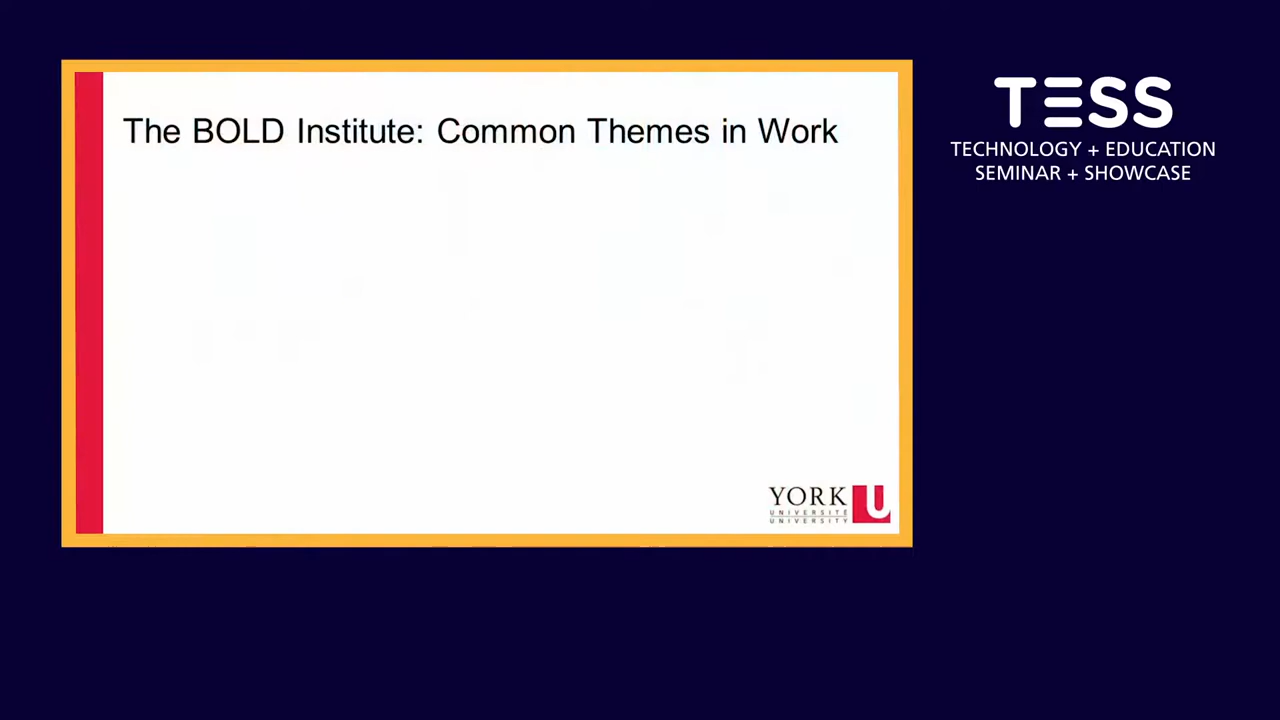 The BOLD Institute: Common Themes in Work
TESS
TECHNOLOGY + EDUCATION
SEMINAR + SHOWCASE
YORK U
UNIVERSITÉ
UNIVERSITY